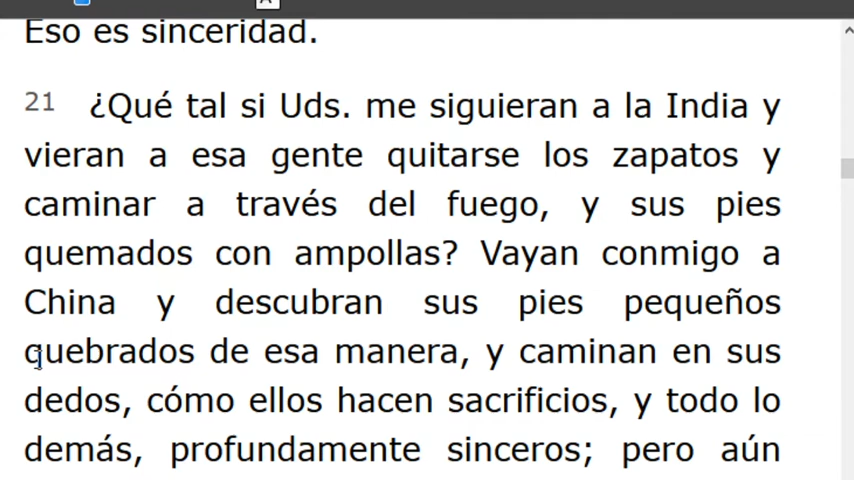 Eso es sinceridad.
21 ¿Qué tal si Uds. me siguieran a la India y
vieran a esa gente quitarse los zapatos y
caminar a través del fuego, y sus pies
quemados con ampollas? Vayan conmigo a
China y descubran sus pies pequeños
quebrados de esa manera, y caminan en sus
dedos, cómo ellos hacen sacrificios, y todo lo
demás, profundamente sinceros; pero aún